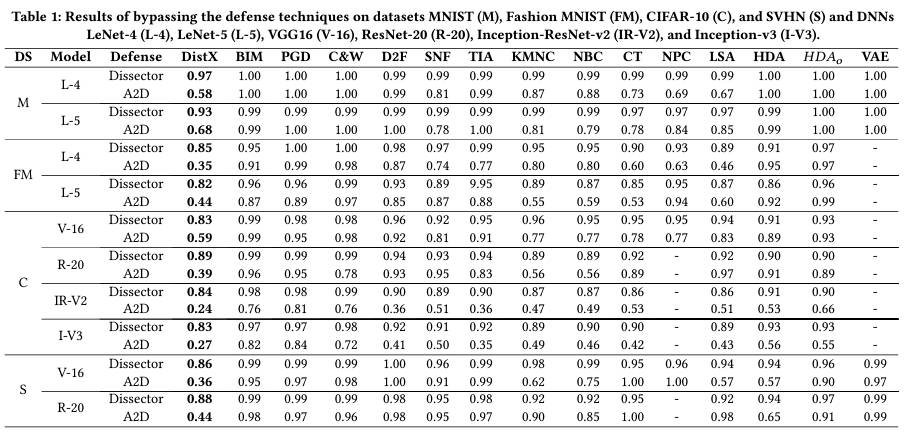 Table 1: Results of bypassing the defense techniques on datasets MNIST (M), Fashion MNIST (FM), CIFAR-10 (C), and SVHN (S) and DNNs
LeNet-4 (L-4), LeNet-5 (L-5), VGG16 (V-16), ResNet-20 (R-20), Inception-ResNet-v2 (IR-V2), and Inception-v3 (I-V3).
DS Model Defense DistX BIM PGD C&W D2F SNF TIA KMNC NBC CT NPC LSA HDA HDAo VAE
M L-4 Dissector 0.97 1.00 1.00 1.00 0.99 0.99 0.99 0.99 0.99 0.99 0.99 0.99 1.00 1.00 1.00
A2D 0.58 1.00 1.00 1.00 0.99 0.81 0.99 0.87 0.88 0.73 0.69 0.67 1.00 1.00 1.00
L-5 Dissector 0.93 0.99 0.99 0.99 0.99 0.99 0.99 0.99 0.99 0.97 0.97 0.97 0.99 1.00 1.00
A2D 0.68 0.99 1.00 1.00 1.00 0.78 1.00 0.81 0.79 0.78 0.84 0.85 0.99 1.00 1.00
FM L-4 Dissector 0.85 0.95 1.00 1.00 0.98 0.97 0.99 0.95 0.95 0.90 0.93 0.89 0.91 0.97 -
A2D 0.35 0.91 0.99 0.98 0.87 0.74 0.77 0.80 0.80 0.60 0.63 0.46 0.95 0.97 -
L-5 Dissector 0.82 0.96 0.96 0.99 0.93 0.89 9.95 0.89 0.87 0.85 0.95 0.87 0.86 0.96 -
A2D 0.44 0.87 0.89 0.97 0.85 0.87 0.88 0.55 0.59 0.53 0.94 0.60 0.92 0.99 -
C V-16 Dissector 0.83 0.99 0.98 0.98 0.96 0.92 0.95 0.96 0.95 0.95 0.95 0.94 0.91 0.93 -
A2D 0.59 0.99 0.95 0.98 0.92 0.81 0.91 0.77 0.77 0.78 0.77 0.83 0.89 0.93 -
R-20 Dissector 0.89 0.99 0.99 0.99 0.94 0.93 0.94 0.89 0.89 0.92 - 0.92 0.90 0.90 -
A2D 0.39 0.96 0.95 0.78 0.93 0.95 0.83 0.56 0.56 0.89 - 0.97 0.91 0.89 -
IR-V2 Dissector 0.84 0.98 0.98 0.99 0.90 0.89 0.90 0.87 0.87 0.86 - 0.86 0.91 0.90 -
A2D 0.24 0.76 0.81 0.76 0.36 0.51 0.36 0.47 0.49 0.53 - 0.51 0.53 0.66 -
I-V3 Dissector 0.83 0.97 0.97 0.98 0.92 0.91 0.92 0.89 0.90 0.90 - 0.89 0.93 0.93 -
A2D 0.27 0.82 0.84 0.72 0.41 0.50 0.35 0.49 0.46 0.42 - 0.43 0.56 0.55 -
S V-16 Dissector 0.86 0.99 0.99 0.99 1.00 0.96 0.99 0.98 0.99 0.95 0.96 0.94 0.94 0.96 0.99
A2D 0.36 0.95 0.97 0.98 1.00 0.91 0.99 0.62 0.75 1.00 1.00 0.57 0.57 0.90 0.97
R-20 Dissector 0.88 0.99 0.99 0.99 0.98 0.95 0.98 0.92 0.92 0.95 - 0.92 0.94 0.97 0.99
A2D 0.44 0.98 0.97 0.96 0.98 0.95 0.97 0.90 0.85 1.00 - 0.98 0.65 0.91 0.99